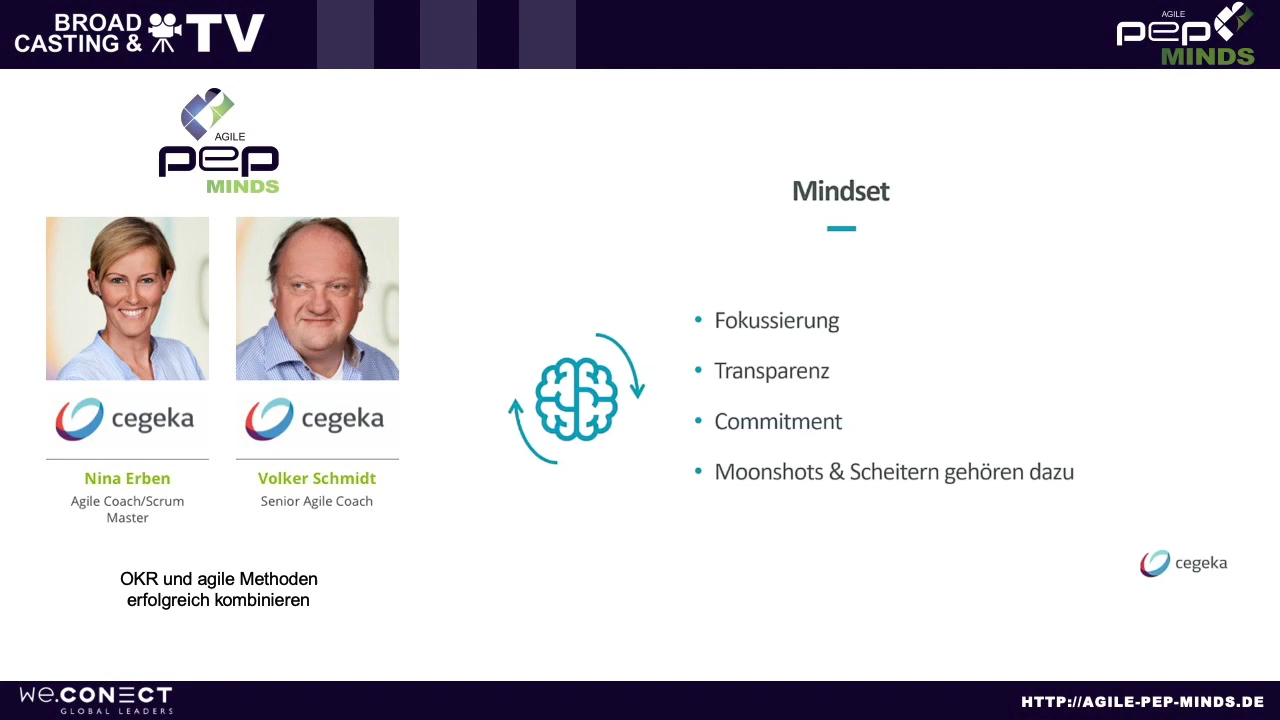 BROAD
CASTING & TV
AGILE
pep
MINDS
AGILE
pep
MINDS
cegeka
cegeka
Nina Erben
Volker Schmidt
Agile Coach/Scrum
Master
Senior Agile Coach
OKR und agile Methoden
erfolgreich kombinieren
Mindset
• Fokussierung
• Transparenz
• Commitment
• Moonshots & Scheitern gehören dazu
cegeka
we.CONECT
GLOBAL LEADERS
HTTP://AGILE-PEP-MINDS.DE